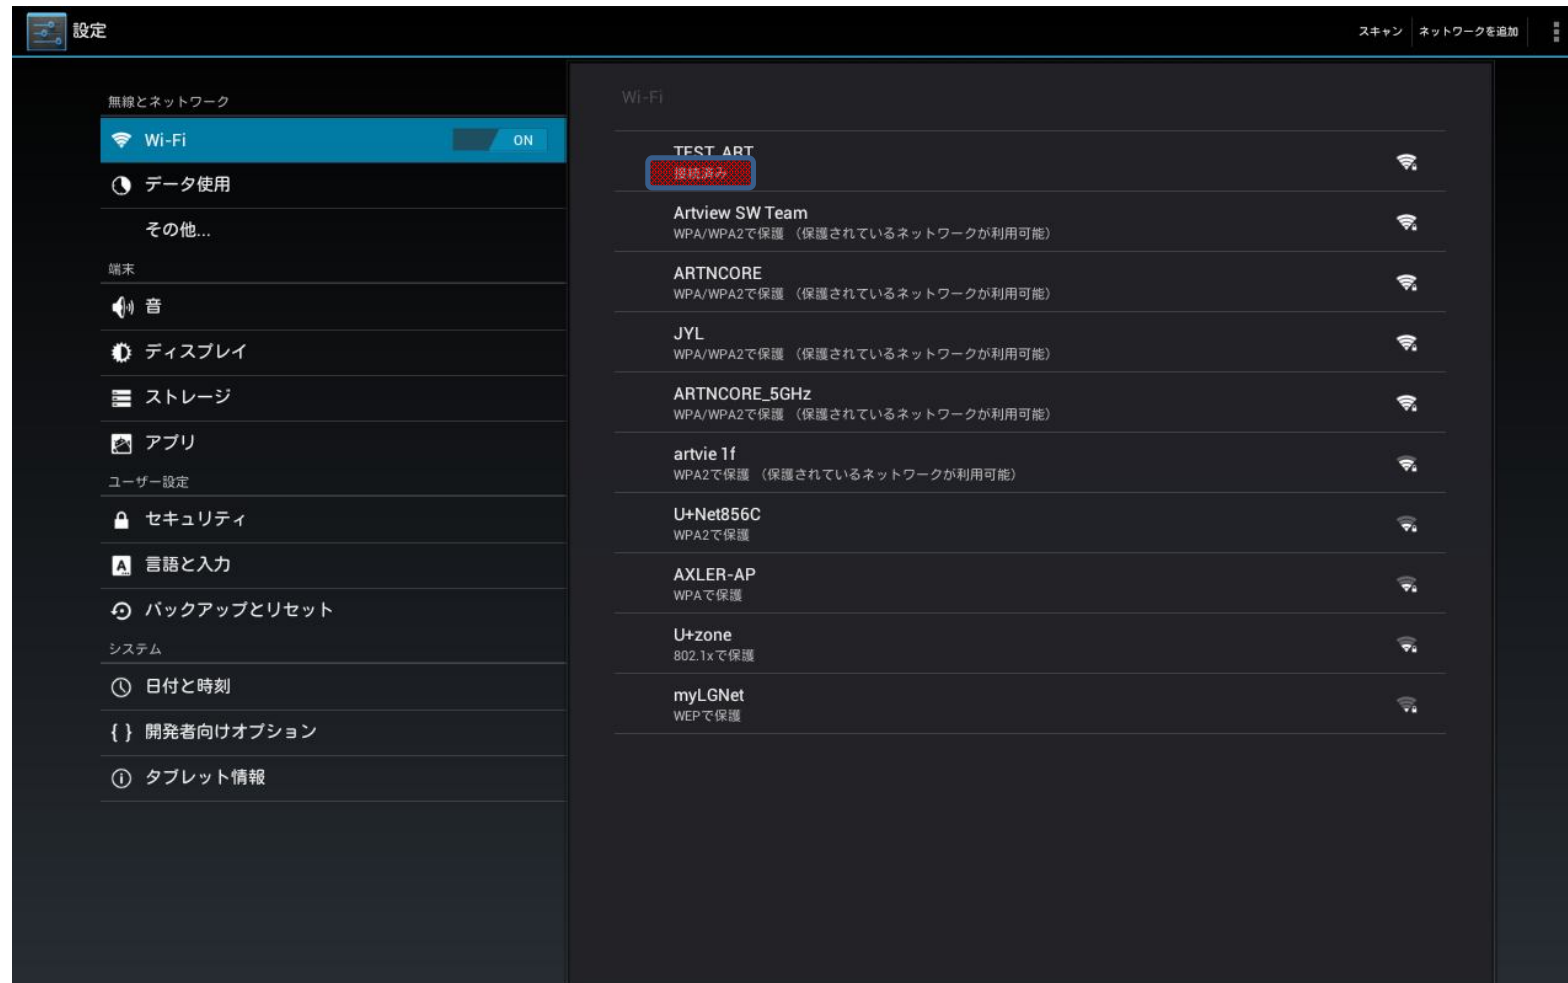 設定
スキャン
ネットワークを追加
無線とネットワーク
Wi-Fi
ON
データ使用
その他...
端末
音
ディスプレイ
ストレージ
アプリ
ユーザー設定
セキュリティ
言語と入力
バックアップとリセット
システム
日付と時刻
開発者向けオプション
タブレット情報
Wi-Fi
TEST_ART
接続済み
Artview SW Team
WPA/WPA2で保護 （保護されているネットワークが利用可能）
ARTNCORE
WPA/WPA2で保護 （保護されているネットワークが利用可能）
JYL
WPA/WPA2で保護 （保護されているネットワークが利用可能）
ARTNCORE_5GHz
WPA/WPA2で保護 （保護されているネットワークが利用可能）
artvie 1f
WPA2で保護 （保護されているネットワークが利用可能）
U+Net856C
WPA2で保護
AXLER-AP
WPAで保護
U+zone
802.1xで保護
myLGNet
WEPで保護